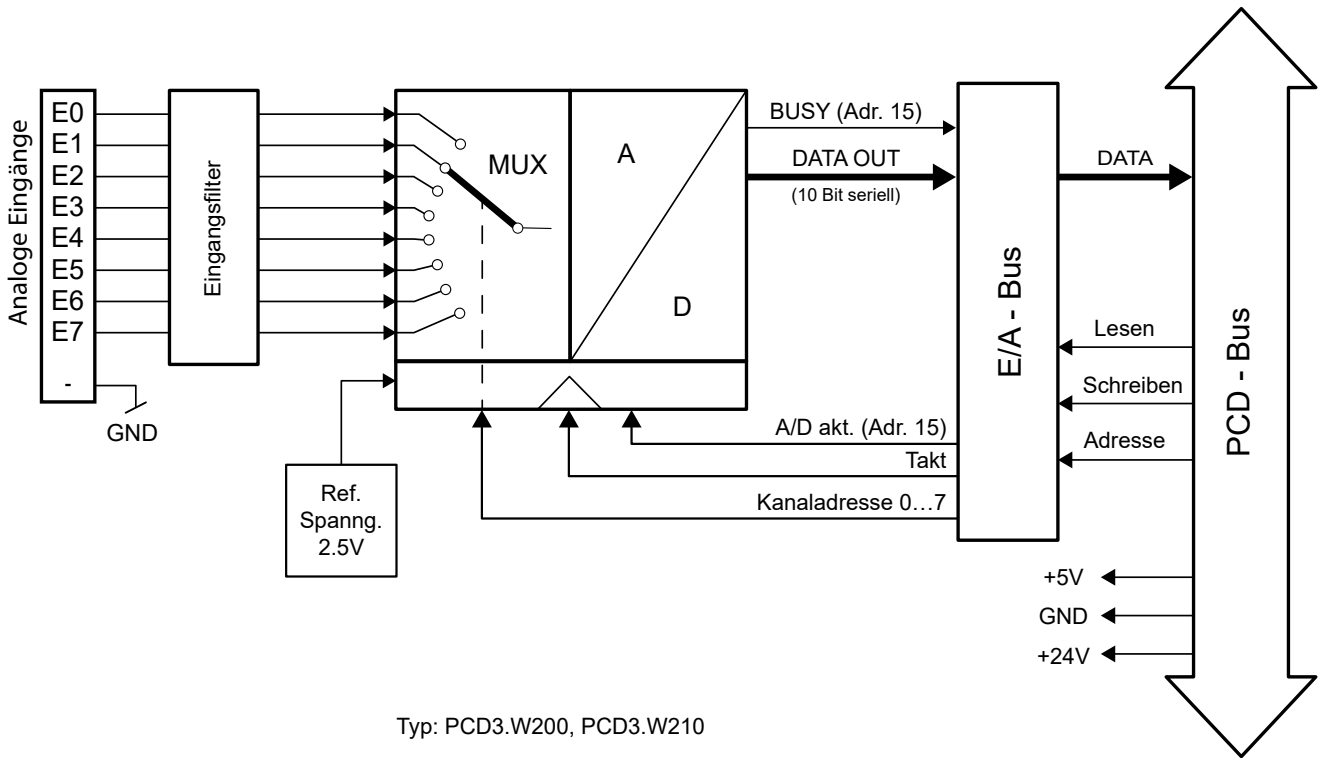 Analoge Eingänge
E0
E1
E2
E3
E4
E5
E6
E7
-
GND
Eingangsfilter
MUX
A
D
Ref.
Spanng.
2.5V
BUSY (Adr. 15)
DATA OUT
(10 Bit seriell)
A/D akt. (Adr. 15)
Takt
Kanaladresse 0…7
E/A - Bus
DATA
Lesen
Schreiben
Adresse
+5V
GND
+24V
PCD - Bus
Typ: PCD3.W200, PCD3.W210